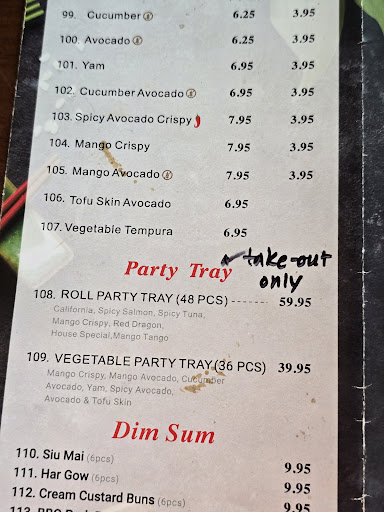 99. Cucumber 6.25 3.95
100. Avocado 6.25 3.95
101. Yam 6.95 3.95
102. Cucumber Avocado 6.95 3.95
103. Spicy Avocado Crispy 7.95 3.95
104. Mango Crispy 7.95 3.95
105. Mango Avocado 7.95 3.95
106. Tofu Skin Avocado 6.95
107. Vegetable Tempura 6.95
Party Tray take-out
only
108. ROLL PARTY TRAY (48 PCS) ------- 59.95
California, Spicy Salmon, Spicy Tuna,
Mango Crispy, Red Dragon,
House Special,Mango Tango
109. VEGETABLE PARTY TRAY(36 PCS) 39.95
Mango Crispy, Mango Avocado, Cucumber
Avocado, Yam, Spicy Avocado,
Avocado & Tofu Skin
Dim Sum
110. Siu Mai (6pcs) 9.95
111. Har Gow (6pcs) 9.95
112. Cream Custard Buns (6pcs) 9.95